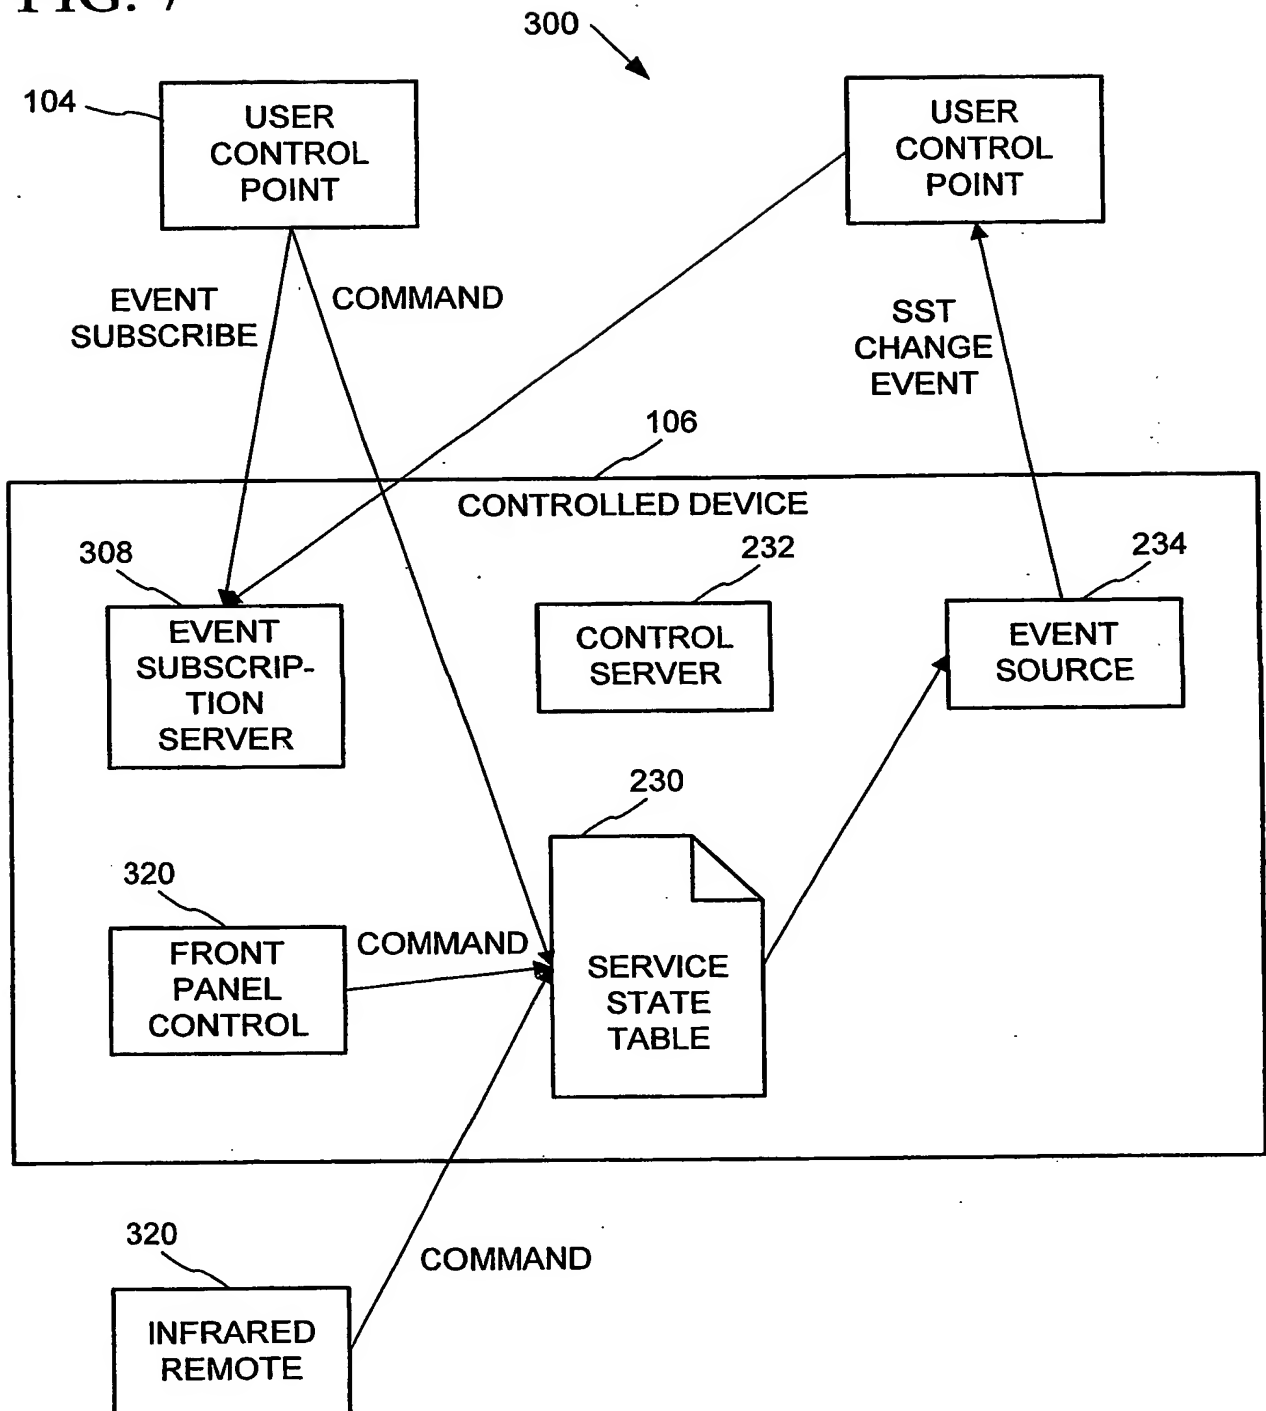 FIG. 7
300
104
USER
CONTROL
POINT
USER
CONTROL
POINT
EVENT
SUBSCRIBE
COMMAND
SST
CHANGE
EVENT
106
CONTROLLED DEVICE
308
232
234
EVENT
SUBSCRIP-
TION
SERVER
CONTROL
SERVER
EVENT
SOURCE
230
320
FRONT
PANEL
CONTROL
COMMAND
SERVICE
STATE
TABLE
320
COMMAND
INFRARED
REMOTE